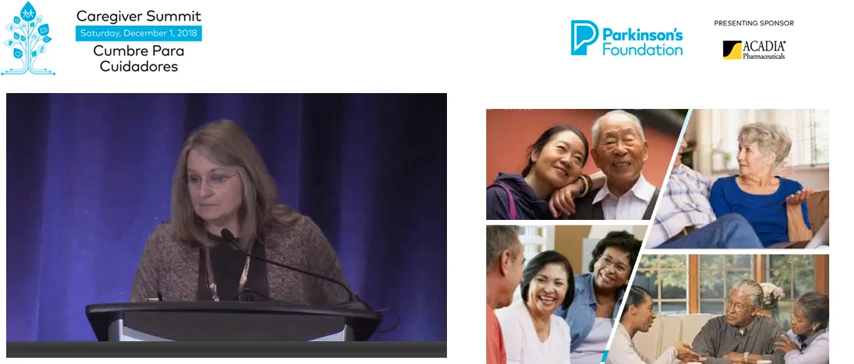 Caregiver Summit
Saturday, December 1, 2018
Cumbre Para
Cuidadores
Parkinson's
Foundation
PRESENTING SPONSOR
ACADIA®
Pharmaceuticals